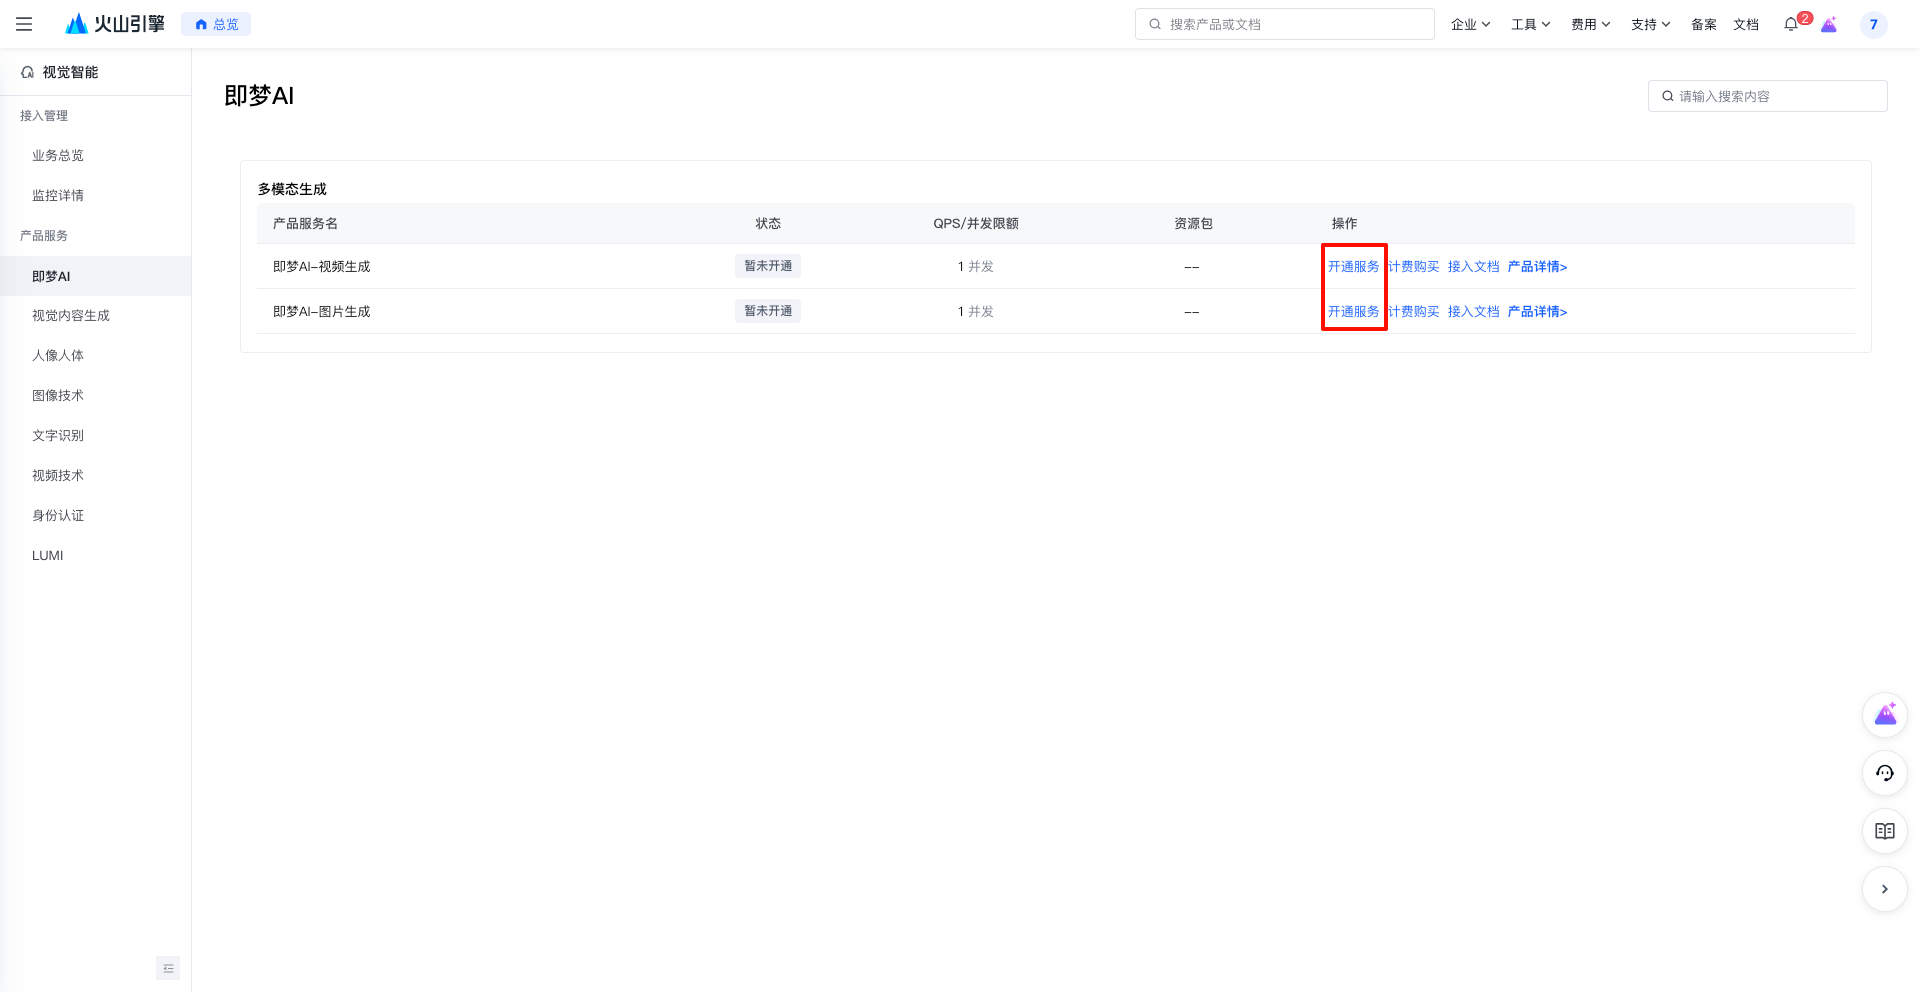 火山引擎 总览 搜索产品或文档 企业 工具 费用 支持 备案 文档 2 7
视觉智能
接入管理
业务总览
监控详情
产品服务
即梦AI
视觉内容生成
人像人体
图像技术
文字识别
视频技术
身份认证
LUMI
即梦AI
请输入搜索内容
多模态生成
产品服务名 状态 QPS/并发限额 资源包 操作
即梦AI-视频生成 暂未开通 1 并发 -- 开通服务 计费购买 接入文档 产品详情>
即梦AI-图片生成 暂未开通 1 并发 -- 开通服务 计费购买 接入文档 产品详情>